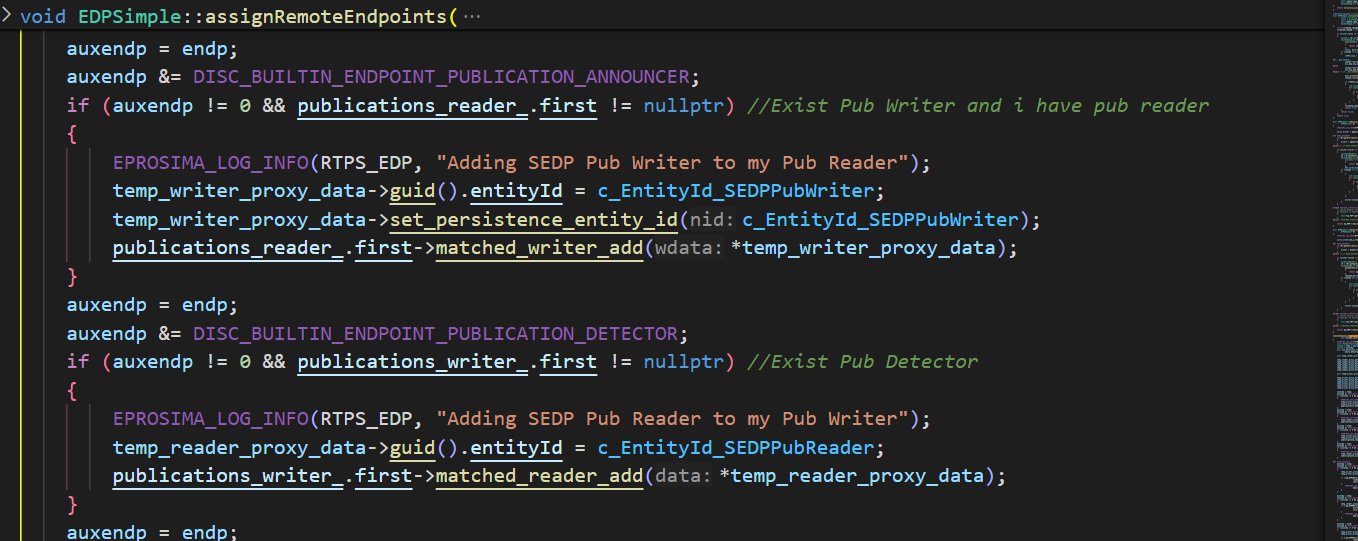 void EDPSimple::assignRemoteEndpoints( ···
auxendp = endp;
auxendp &= DISC_BUILTIN_ENDPOINT_PUBLICATION_ANNOUNCER;
if (auxendp != 0 && publications_reader_.first != nullptr) //Exist Pub Writer and i have pub reader
{
EPROSIMA_LOG_INFO(RTPS_EDP, "Adding SEDP Pub Writer to my Pub Reader");
temp_writer_proxy_data->guid().entityId = c_EntityId_SEDPPubWriter;
temp_writer_proxy_data->set_persistence_entity_id(nid: c_EntityId_SEDPPubWriter);
publications_reader_.first->matched_writer_add(wdata: *temp_writer_proxy_data);
}
auxendp = endp;
auxendp &= DISC_BUILTIN_ENDPOINT_PUBLICATION_DETECTOR;
if (auxendp != 0 && publications_writer_.first != nullptr) //Exist Pub Detector
{
EPROSIMA_LOG_INFO(RTPS_EDP, "Adding SEDP Pub Reader to my Pub Writer");
temp_reader_proxy_data->guid().entityId = c_EntityId_SEDPPubReader;
publications_writer_.first->matched_reader_add(data: *temp_reader_proxy_data);
}
auxendp = endp;